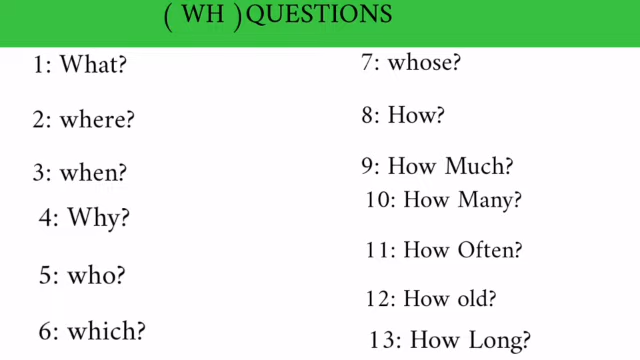 ( WH )QUESTIONS
1: What?
2: where?
3: when?
4: Why?
5: who?
6: which?
7: whose?
8: How?
9: How Much?
10: How Many?
11: How Often?
12: How old?
13: How Long?